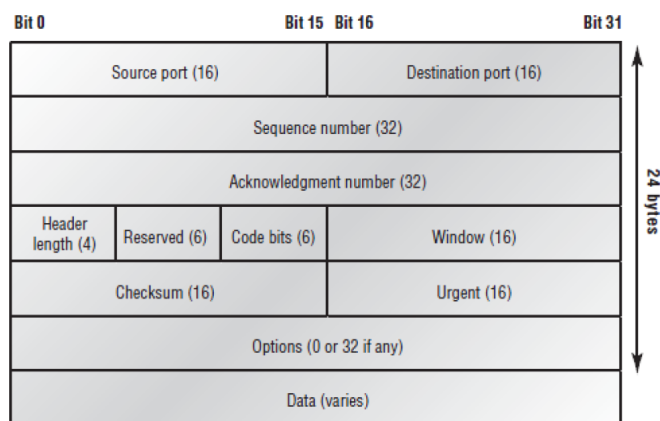 Bit 0 Bit 15 Bit 16 Bit 31
Source port (16) Destination port (16)
Sequence number (32)
Acknowledgment number (32)
Header
length (4) Reserved (6) Code bits (6) Window (16)
Checksum (16) Urgent (16)
Options (0 or 32 if any)
Data (varies)
24 bytes